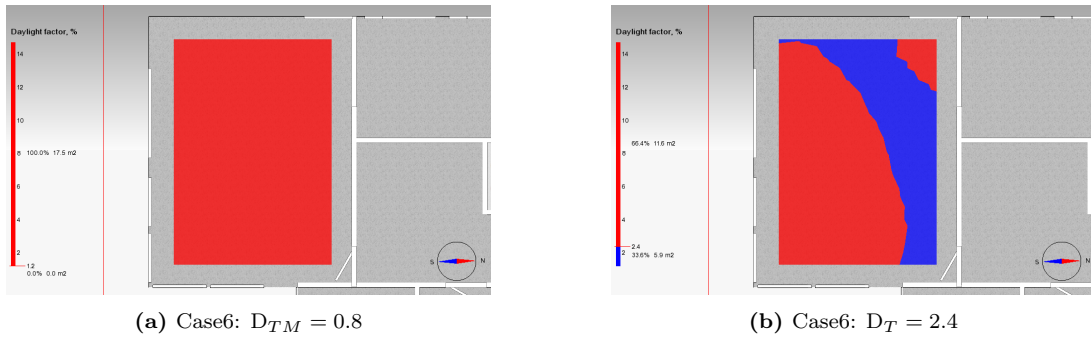 Daylight factor, %
14
12
10
100.0% 17.5 m2
8
6
4
2
1.2
0.0% 0.0 m2
S N
(a) Case6: D_TM = 0.8
Daylight factor, %
14
12
10
66.4% 11.6 m2
8
6
4
2.4
2
33.6% 5.9 m2
S N
(b) Case6: D_T = 2.4